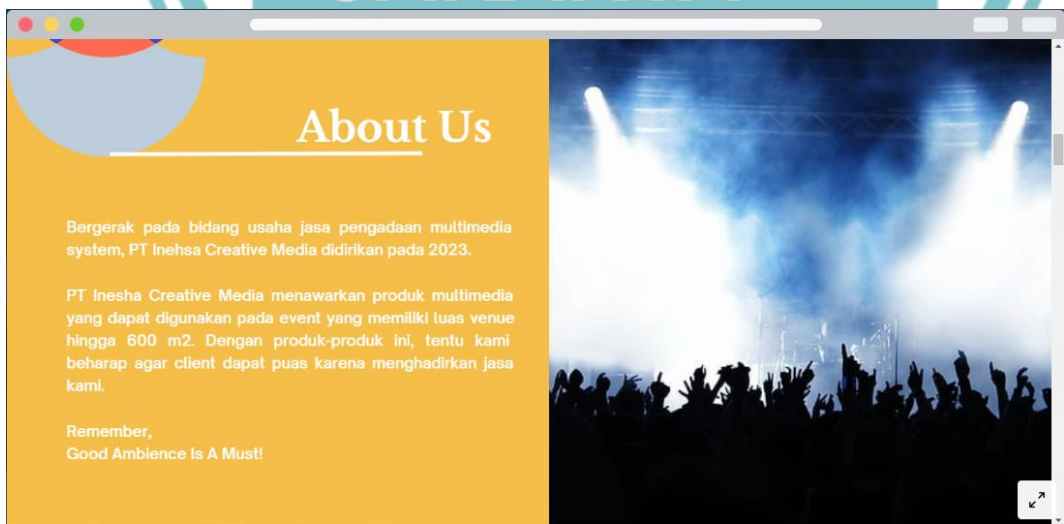 About Us
Bergerak pada bidang usaha jasa pengadaan multimedia
system, PT Inehsa Creative Media didirikan pada 2023.
PT Inesha Creative Media menawarkan produk multimedia
yang dapat digunakan pada event yang memiliki luas venue
hingga 600 m2. Dengan produk-produk ini, tentu kami
beharap agar client dapat puas karena menghadirkan jasa
kami.
Remember,
Good Ambience Is A Must!